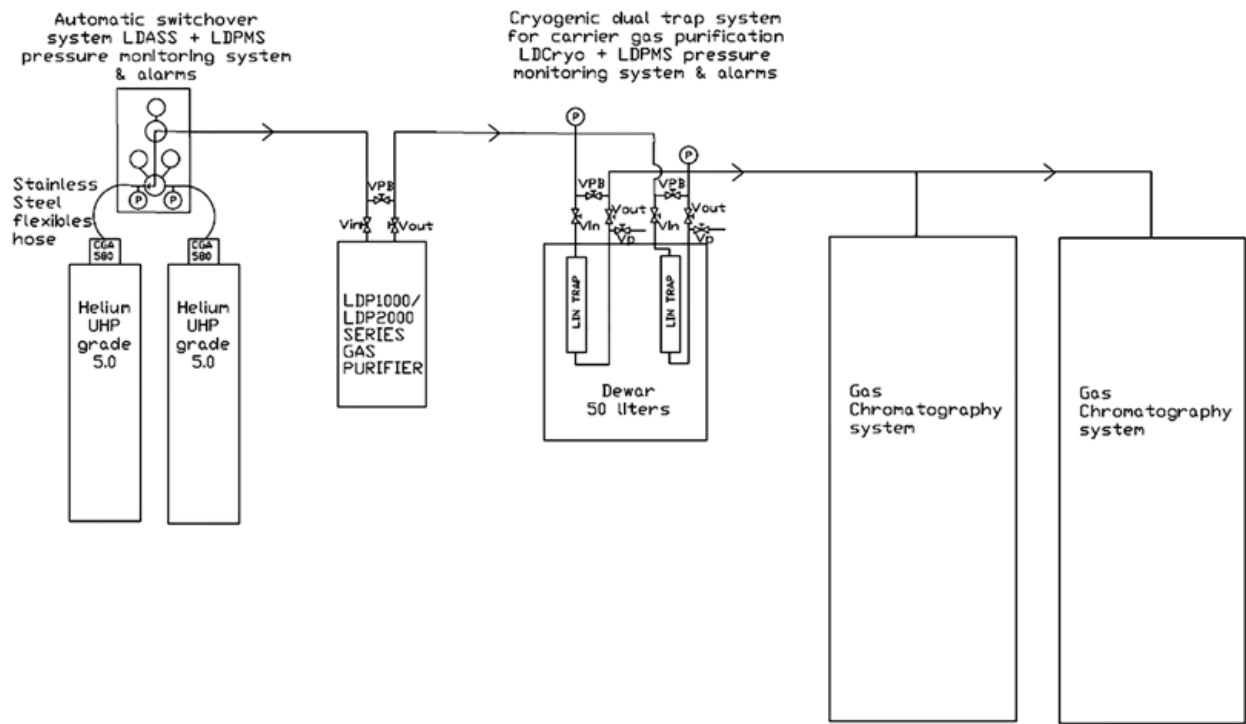 Automatic switchover
system LDASS + LDPMS
pressure monitoring system
& alarms
Cryogenic dual trap system
for carrier gas purification
LDCryo + LDPMS pressure
monitoring system & alarms
P
P
Stainless
Steel
flexibles
hose
P
P
VPB
VPB
VPB
Vin
Vout
Vin
Vout
Vin
Vout
Vp
Vp
CGA
580
CGA
580
Helium
UHP
grade
5.0
Helium
UHP
grade
5.0
LDP1000/
LDP2000
SERIES
GAS
PURIFIER
LIN TRAP
LIN TRAP
Dewar
50 liters
Gas
Chromatography
system
Gas
Chromatography
system